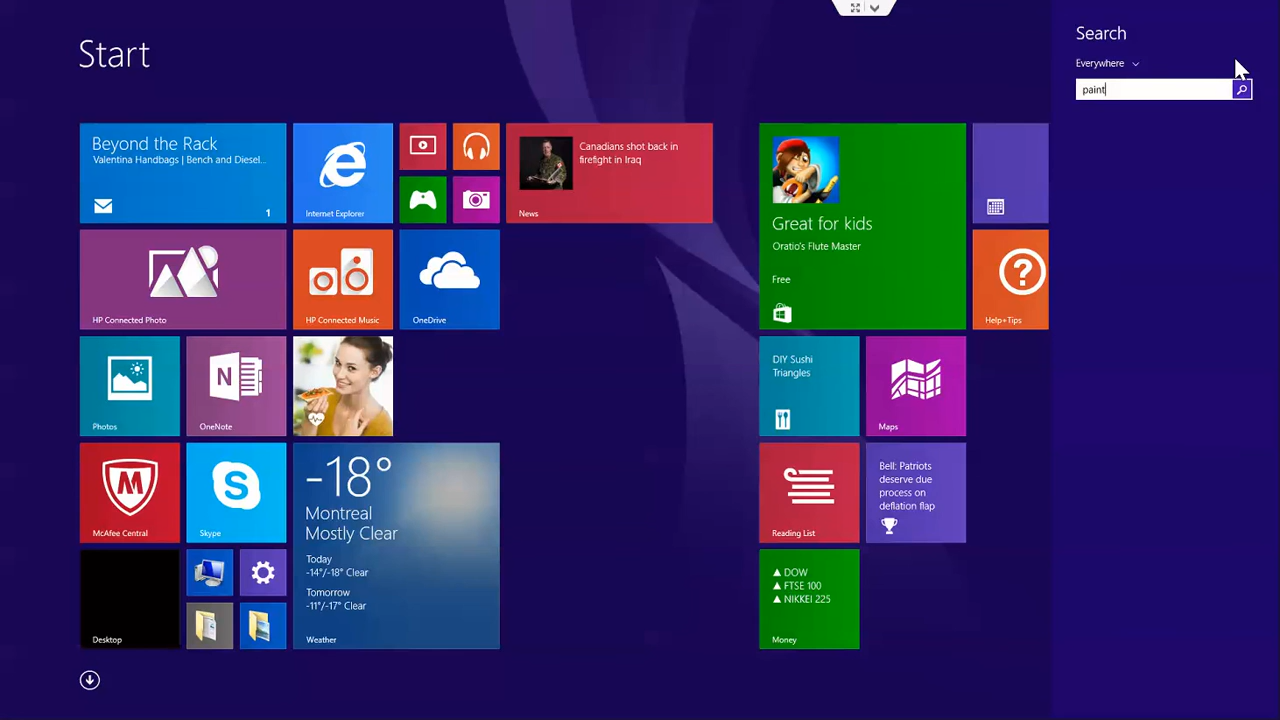 Start
Search
Everywhere
paint
Beyond the Rack
Valentina Handbags | Bench and Diesel...
1
Internet Explorer
Canadians shot back in
firefight in Iraq
News
Great for kids
Oratio's Flute Master
Free
HP Connected Photo
HP Connected Music
OneDrive
Help+Tips
Photos
N
OneNote
DIY Sushi
Triangles
Maps
McAfee Central
S
Skype
-18°
Montreal
Mostly Clear
Today
-14°/-18° Clear
Tomorrow
-11°/-17° Clear
Weather
Reading List
Bell: Patriots
deserve due
process on
deflation flap
Desktop
▲ DOW
▲ FTSE 100
▲ NIKKEI 225
Money